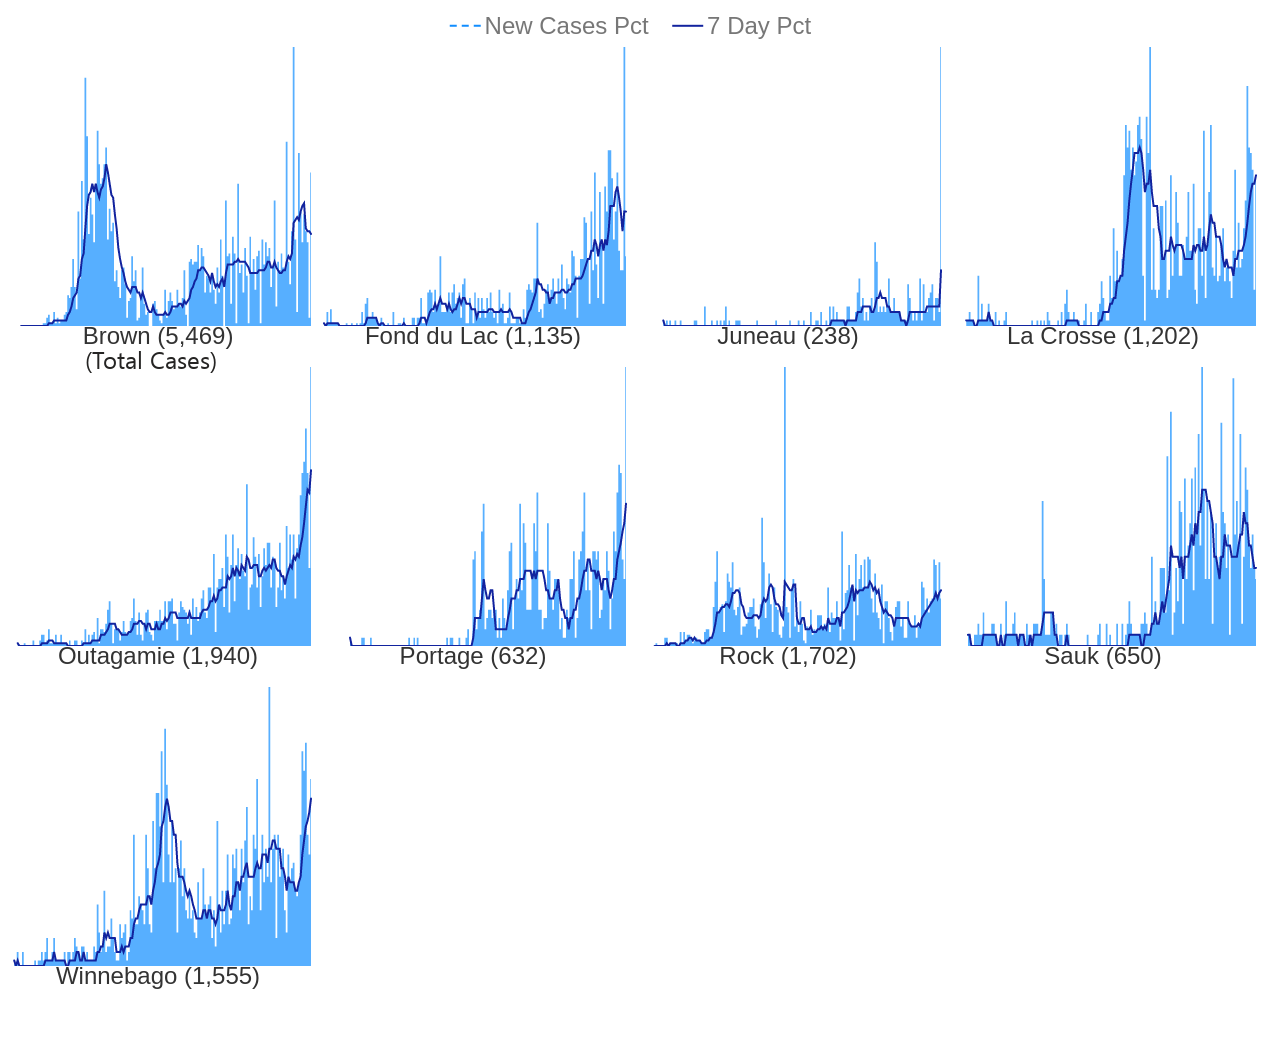 New Cases Pct 7 Day Pct
Brown (5,469) Fond du Lac (1,135) Juneau (238) La Crosse (1,202)
(Total Cases)
Outagamie (1,940) Portage (632) Rock (1,702) Sauk (650)
Winnebago (1,555)